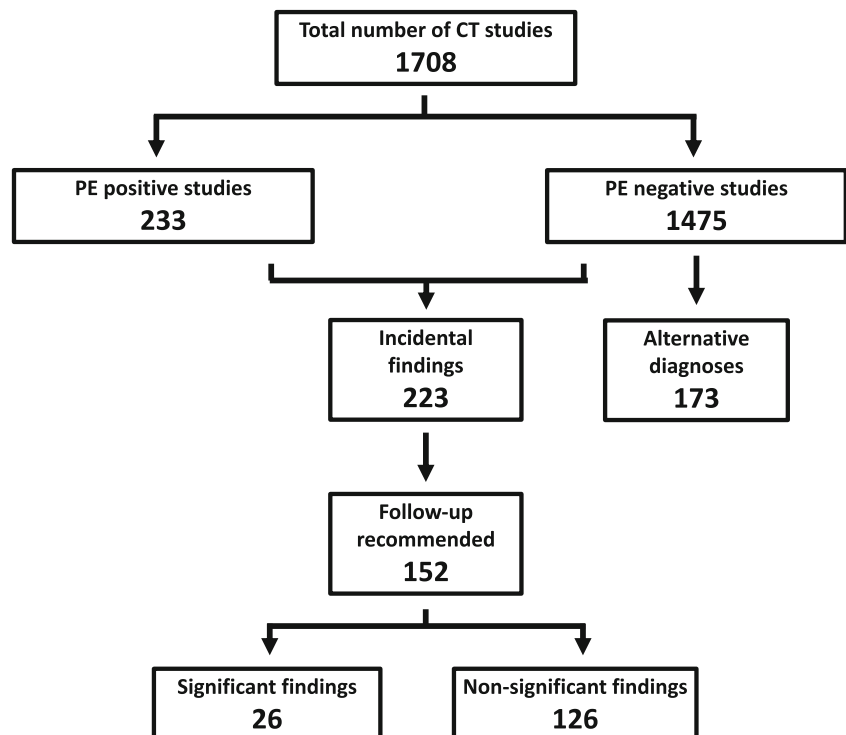 Total number of CT studies
1708
PE positive studies
233
PE negative studies
1475
Incidental
findings
223
Alternative
diagnoses
173
Follow-up
recommended
152
Significant findings
26
Non-significant findings
126